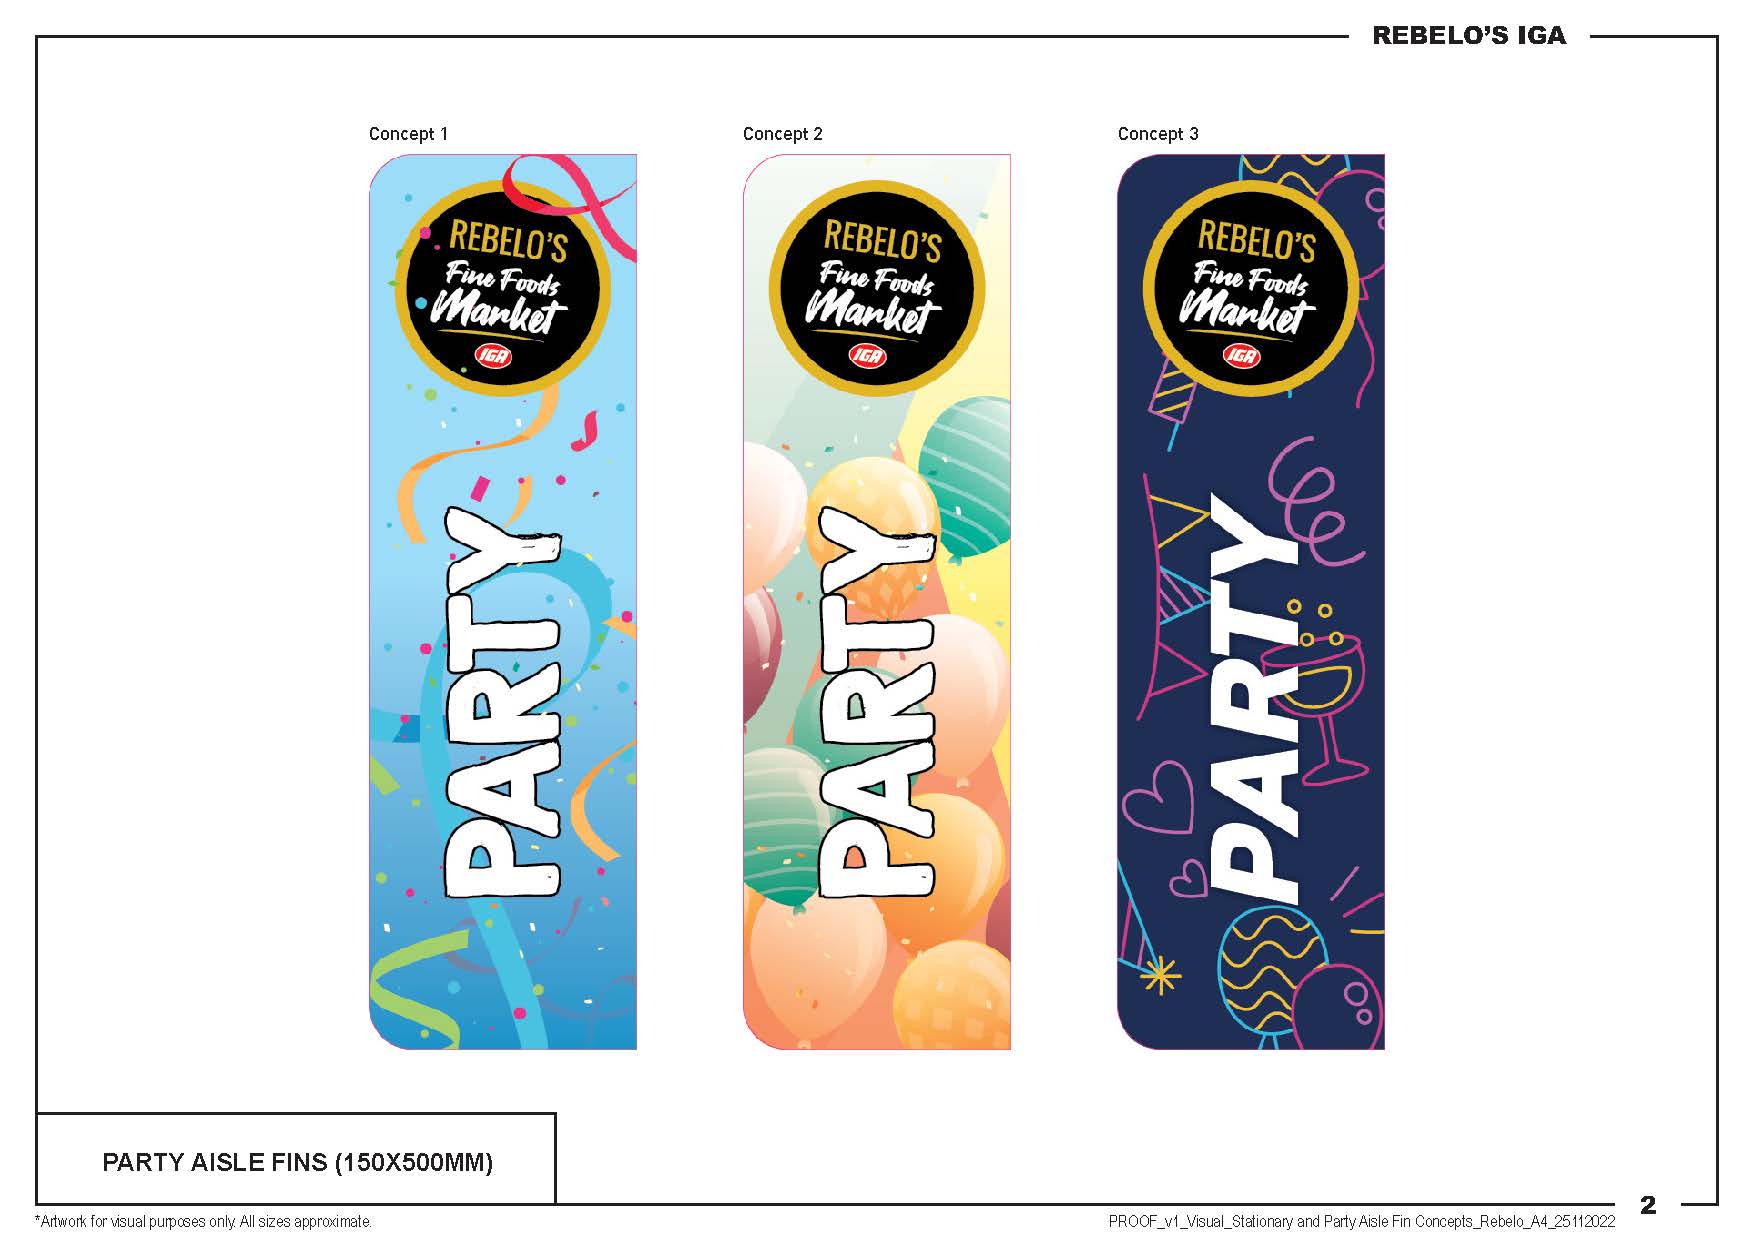 REBELO'S IGA
Concept 1
REBELO'S
Fine Foods
Market
IGA
PARTY
Concept 2
REBELO'S
Fine Foods
Market
IGA
PARTY
Concept 3
REBELO'S
Fine Foods
Market
IGA
PARTY
PARTY AISLE FINS (150X500MM)
2
*Artwork for visual purposes only. All sizes approximate.
PROOF_v1_Visual_Stationary and Party Aisle Fin Concepts_Rebelo_A4_25112022